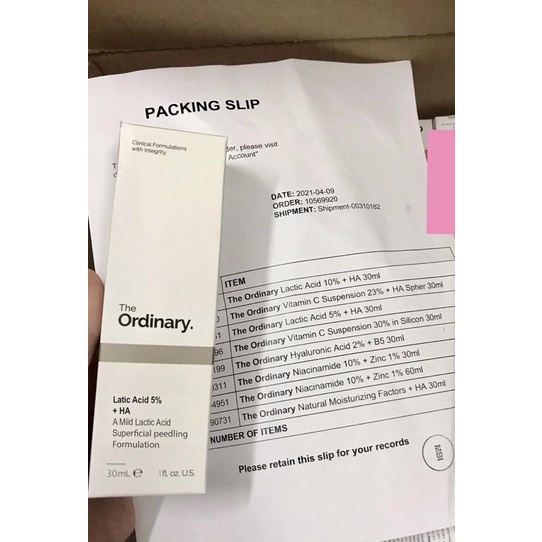 PACKING SLIP
der, please visit
Account"
DATE: 2021-04-09
ORDER: 10569920
SHIPMENT: Shipment-00310182
ITEM
The Ordinary Lactic Acid 10% + HA 30ml
The Ordinary Vitamin C Suspension 23% + HA Spher 30ml
The Ordinary Lactic Acid 5% + HA 30ml
The Ordinary Vitamin C Suspension 30% in Silicon 30ml
The Ordinary Hyaluronic Acid 2% + B5 30ml
The Ordinary Niacinamide 10% + Zinc 1% 30ml
4951 The Ordinary Niacinamide 10% + Zinc 1% 60ml
90731 The Ordinary Natural Moisturizing Factors + HA 30ml
NUMBER OF ITEMS
Please retain this slip for your records
Clinical Formulations
with Integrity.
The
Ordinary.
Latic Acid 5%
+ HA
A Mild Lactic Acid
Superficial peedling
Formulation
30mL ℮ 1fl. oz. U.S.